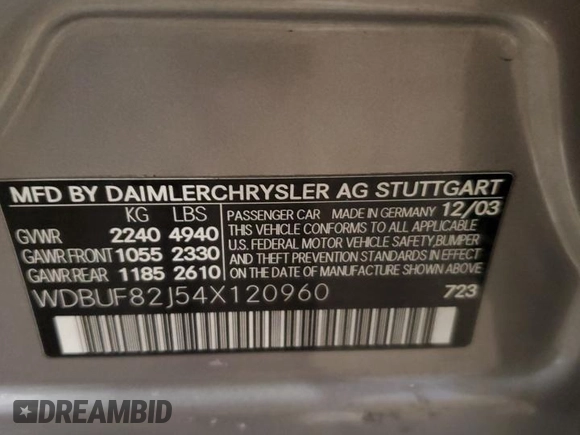 MFD BY DAIMLERCHRYSLER AG STUTTGART
KG LBS
GVWR 2240 4940
GAWR FRONT 1055 2330
GAWR REAR 1185 2610
PASSENGER CAR MADE IN GERMANY 12/03
THIS VEHICLE CONFORMS TO ALL APPLICABLE
U.S. FEDERAL MOTOR VEHICLE SAFETY, BUMPER
AND THEFT PREVENTION STANDARDS IN EFFECT
ON THE DATE OF MANUFACTURE SHOWN ABOVE.
WDBUF82J54X120960 723
DREAMBID